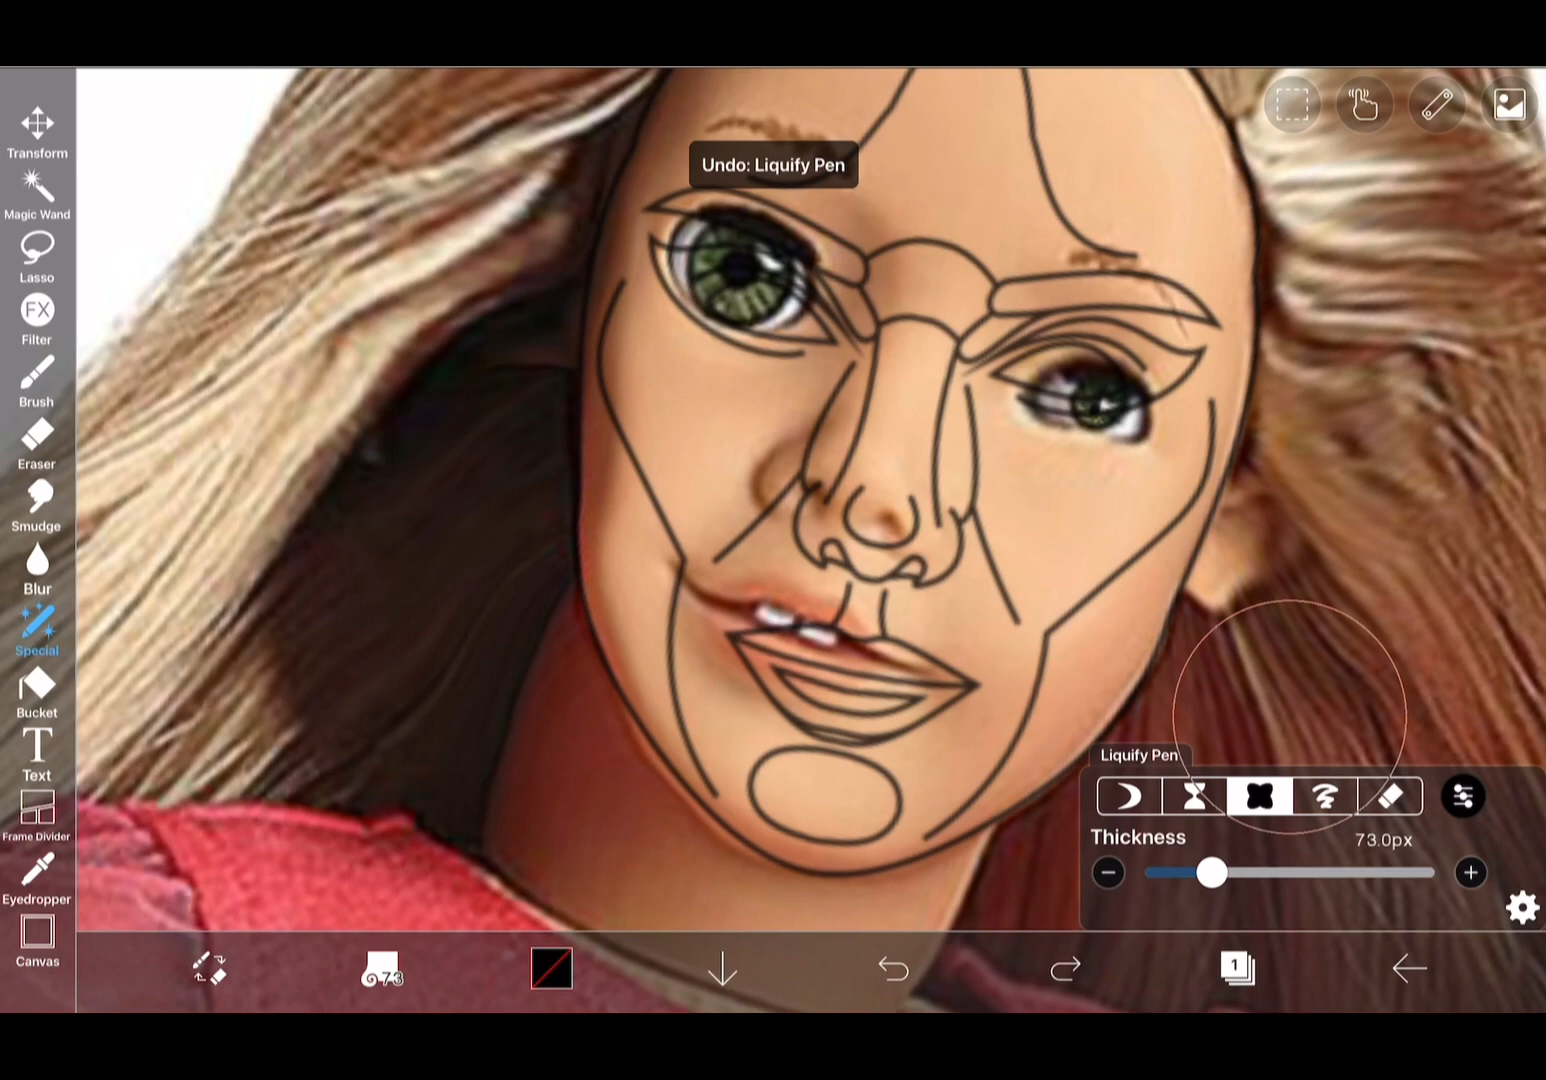 Transform
Magic Wand
Lasso
FX
Filter
Brush
Eraser
Smudge
Blur
Special
Bucket
T
Text
Frame Divider
Eyedropper
Canvas
Undo: Liquify Pen
Liquify Pen
Thickness
73.0px
73
1